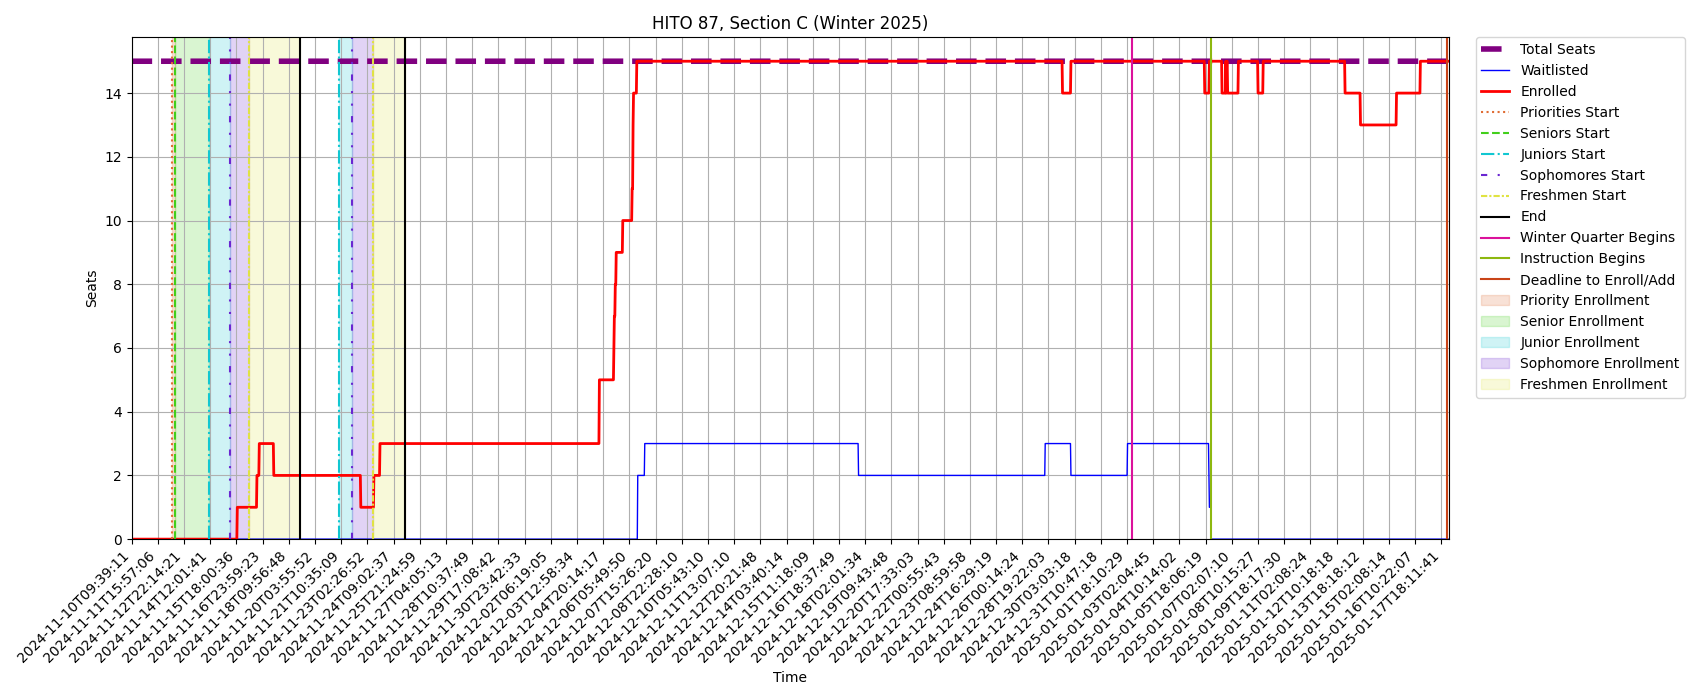 HITO 87, Section C (Winter 2025)
Seats
14
12
10
8
6
4
2
0
2024-11-10T09:39:11
2024-11-11T15:57:06
2024-11-12T22:14:21
2024-11-14T12:01:41
2024-11-15T18:00:36
2024-11-16T23:59:23
2024-11-18T09:56:48
2024-11-20T03:55:52
2024-11-21T10:35:09
2024-11-23T02:26:52
2024-11-24T09:02:37
2024-11-25T21:24:59
2024-11-27T04:05:13
2024-11-28T10:37:49
2024-11-29T17:08:42
2024-11-30T23:42:33
2024-12-02T06:19:05
2024-12-03T12:58:34
2024-12-04T20:14:17
2024-12-06T05:49:50
2024-12-07T15:26:20
2024-12-08T22:28:10
2024-12-10T05:43:10
2024-12-11T13:07:10
2024-12-12T20:21:48
2024-12-14T03:40:14
2024-12-15T11:18:09
2024-12-16T18:37:49
2024-12-18T02:01:34
2024-12-19T09:43:48
2024-12-20T17:33:03
2024-12-22T00:55:43
2024-12-23T08:59:58
2024-12-24T16:29:19
2024-12-26T00:14:24
2024-12-28T19:22:03
2024-12-30T03:03:18
2024-12-31T10:47:18
2025-01-01T18:10:29
2025-01-03T02:04:45
2025-01-04T10:14:02
2025-01-05T18:06:19
2025-01-07T02:07:10
2025-01-08T10:15:27
2025-01-09T18:17:30
2025-01-11T02:08:24
2025-01-12T10:18:18
2025-01-13T18:18:12
2025-01-15T02:08:14
2025-01-16T10:22:07
2025-01-17T18:11:41
Time
Total Seats
Waitlisted
Enrolled
Priorities Start
Seniors Start
Juniors Start
Sophomores Start
Freshmen Start
End
Winter Quarter Begins
Instruction Begins
Deadline to Enroll/Add
Priority Enrollment
Senior Enrollment
Junior Enrollment
Sophomore Enrollment
Freshmen Enrollment